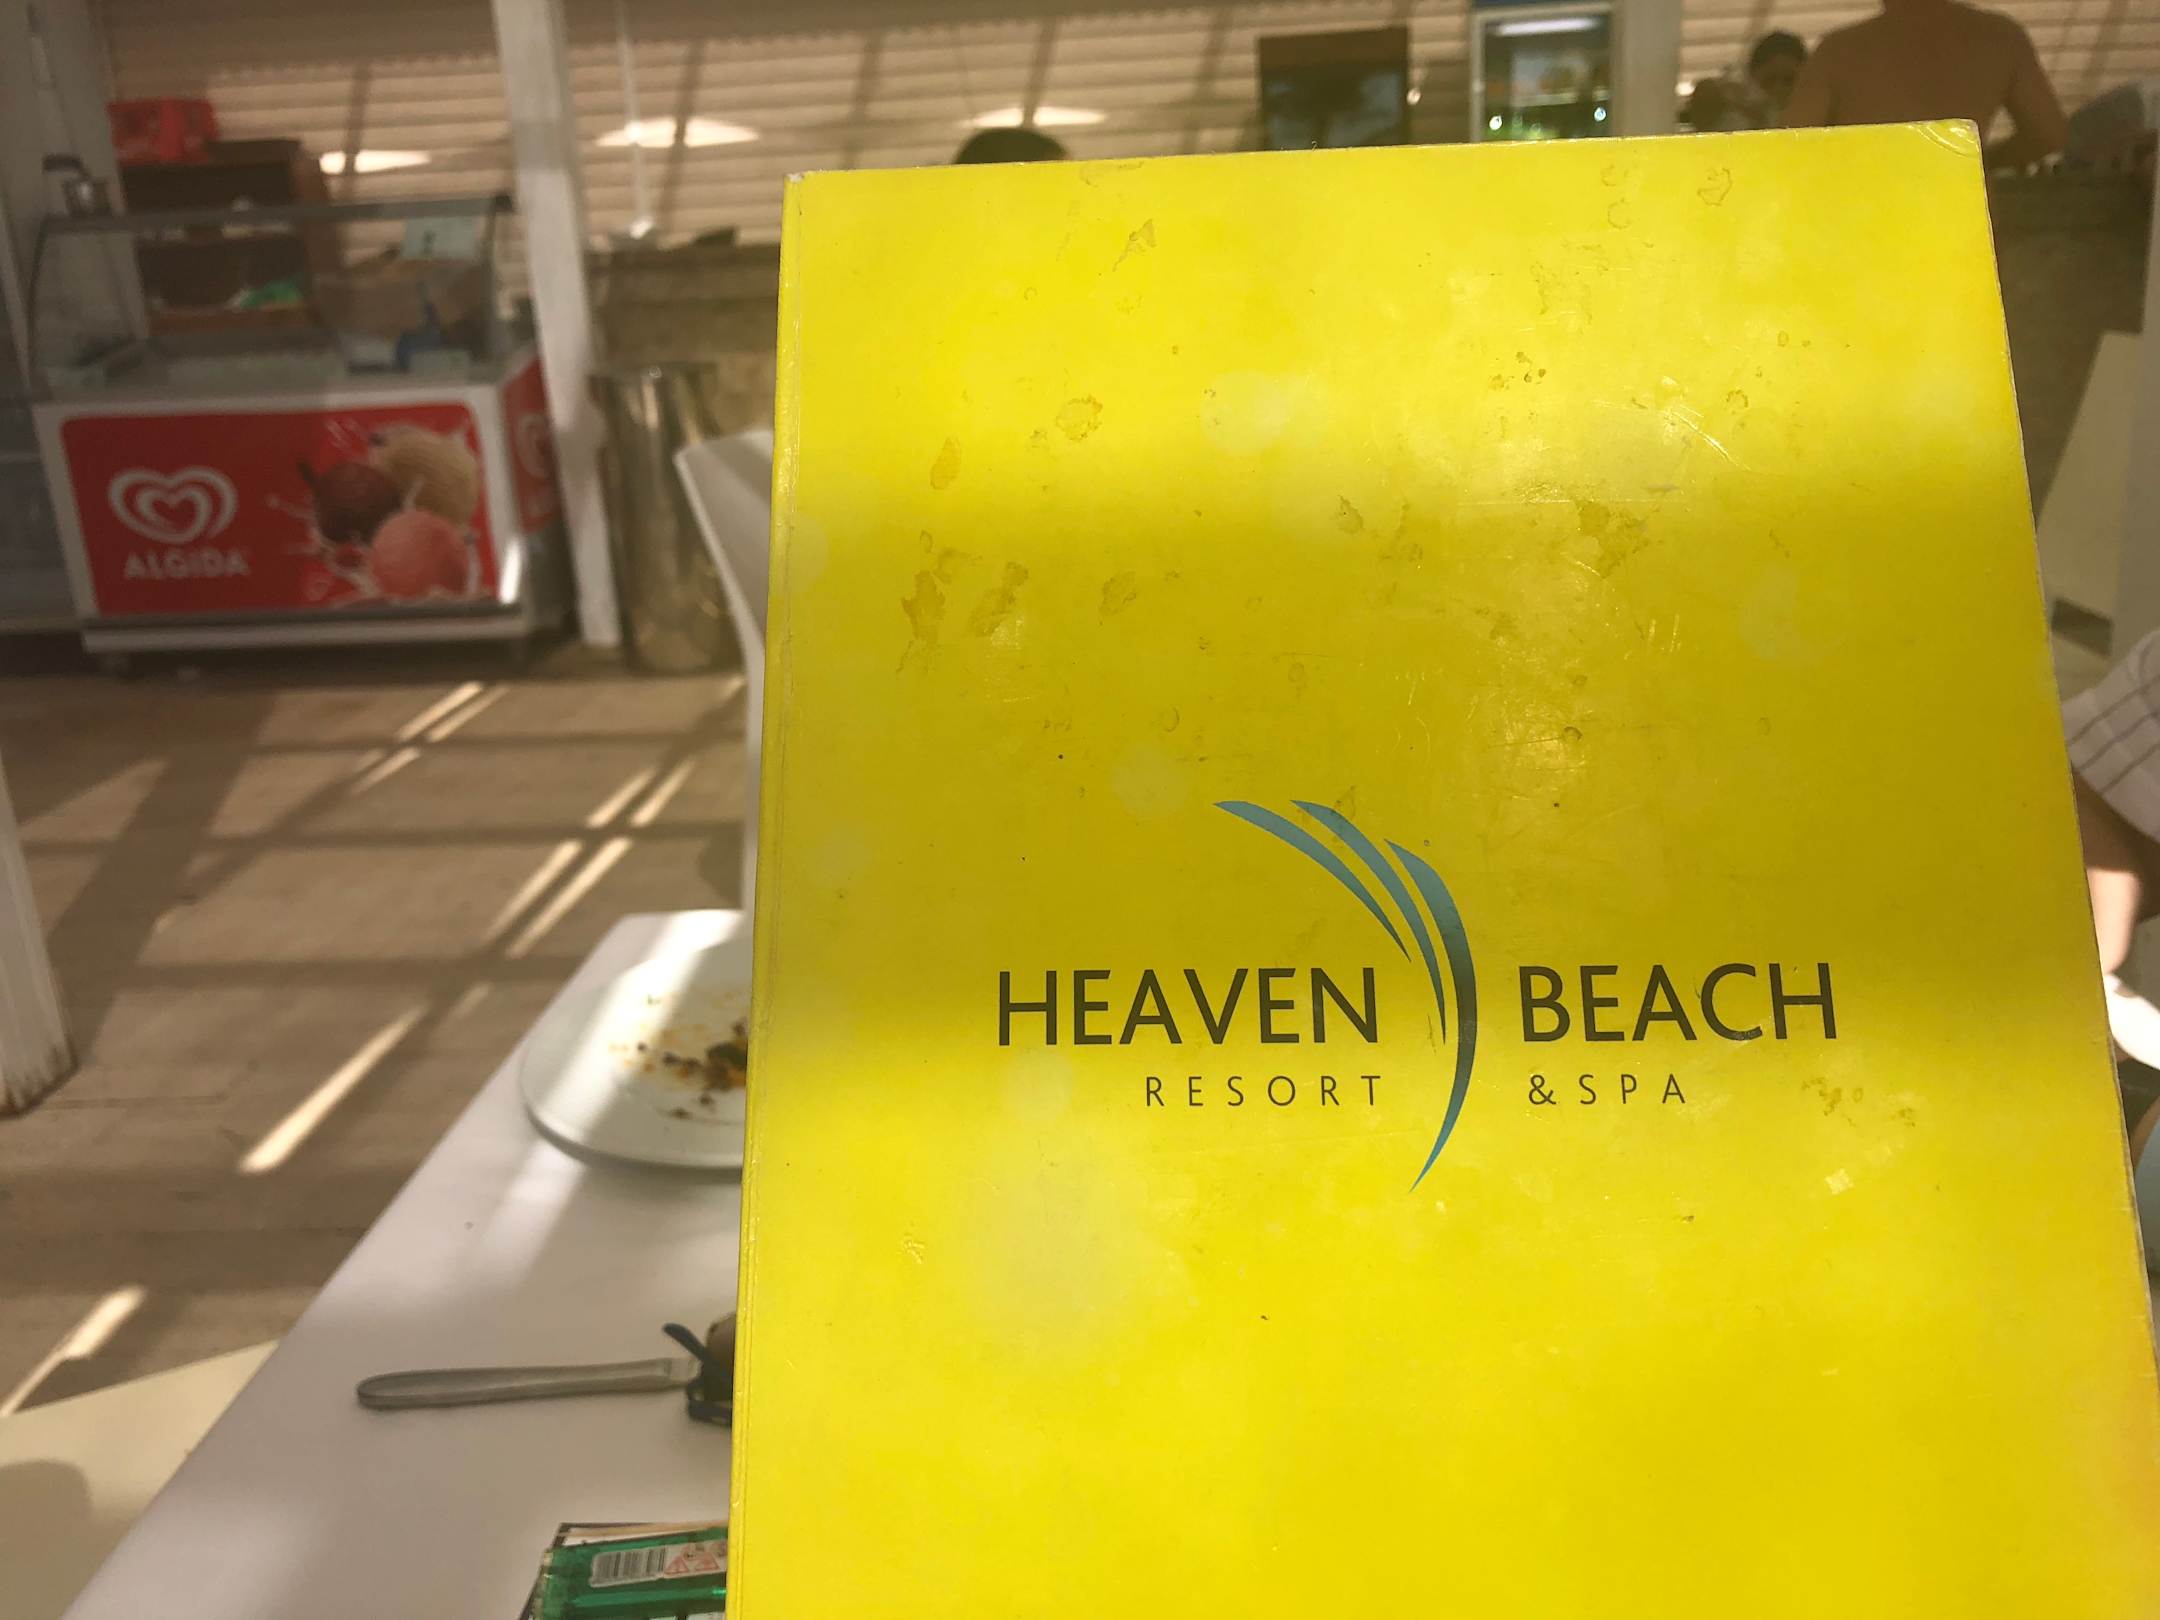 ALGIDA
HEAVEN BEACH
RESORT & SPA